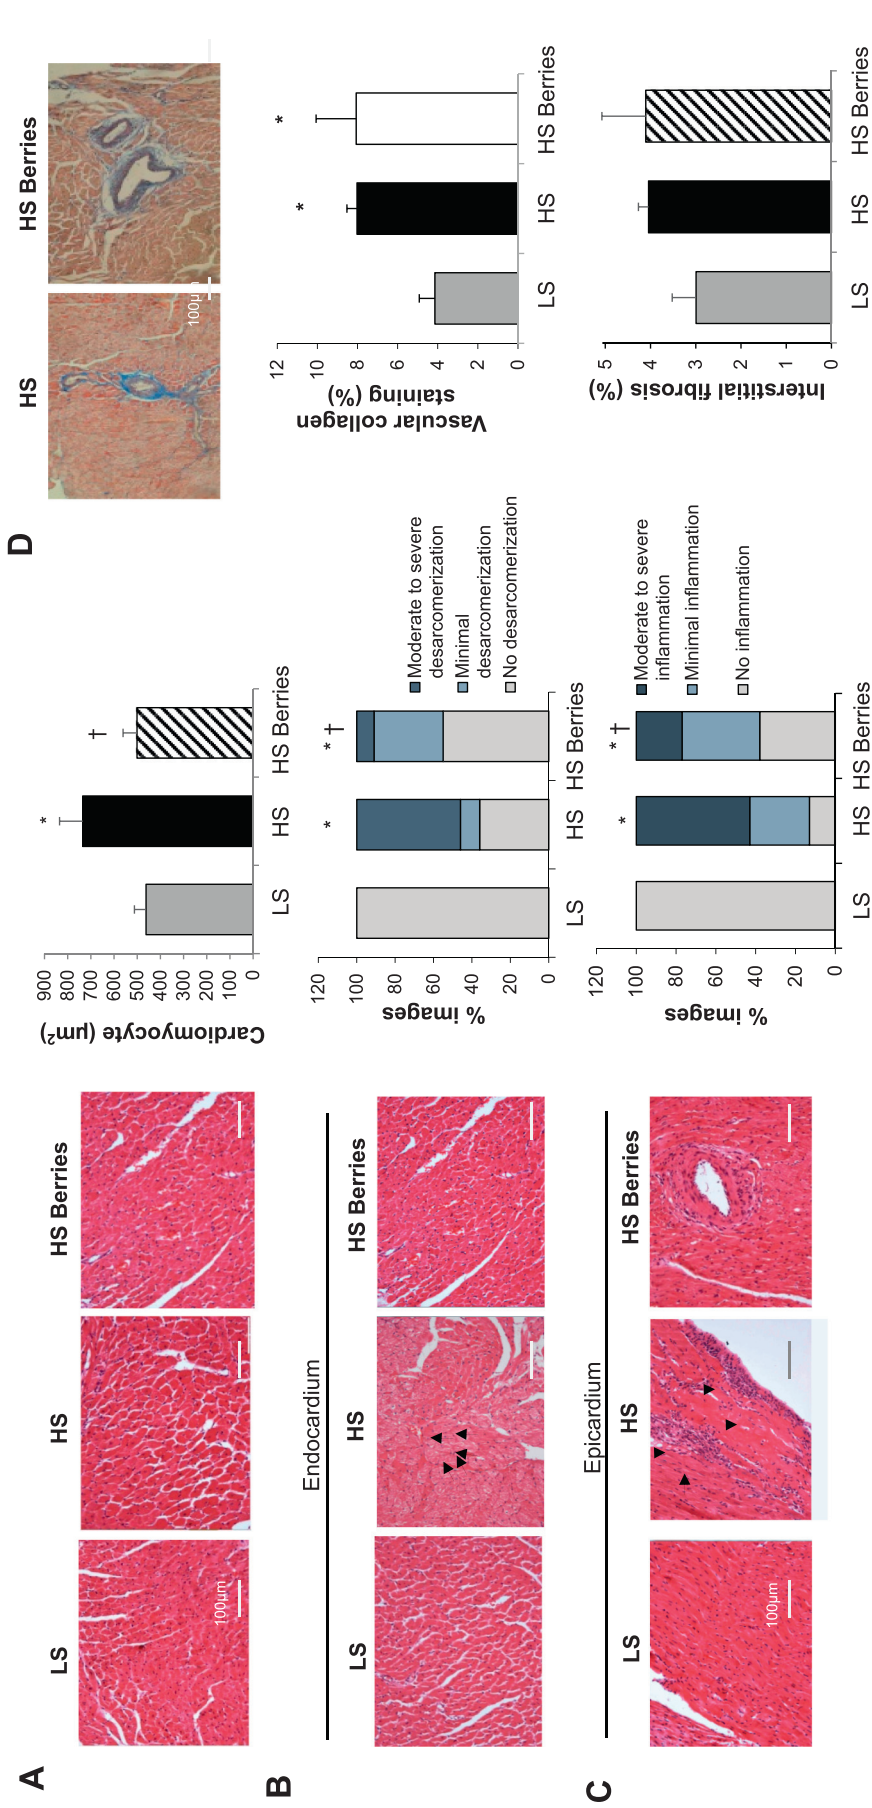 A
LS
HS
HS Berries
100µm
Cardiomyocyte (µm²)
900
800
700
600
500
400
300
200
100
0
*
†
LS
HS
HS Berries
B
Endocardium
LS
HS
HS Berries
% images
120
100
80
60
40
20
0
*
* †
LS
HS
HS Berries
Moderate to severe
desarcomerization
Minimal
desarcomerization
No desarcomerization
C
Epicardium
LS
HS
HS Berries
100µm
% images
120
100
80
60
40
20
0
*
* †
LS
HS
HS Berries
Moderate to severe
inflammation
Minimal inflammation
No inflammation
D
HS
HS Berries
100µm
Vascular collagen
staining (%)
12
10
8
6
4
2
0
*
*
LS
HS
HS Berries
Interstitial fibrosis (%)
5
4
3
2
1
0
LS
HS
HS Berries